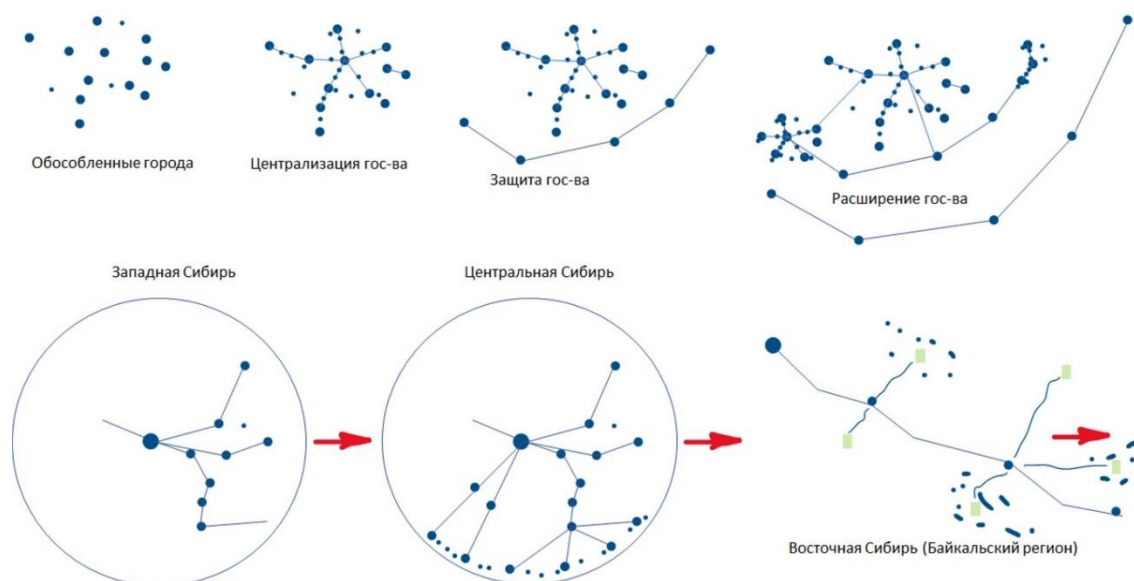 Обособленные города
Централизация гос-ва
Защита гос-ва
Расширение гос-ва
Западная Сибирь
Центральная Сибирь
Восточная Сибирь (Байкальский регион)